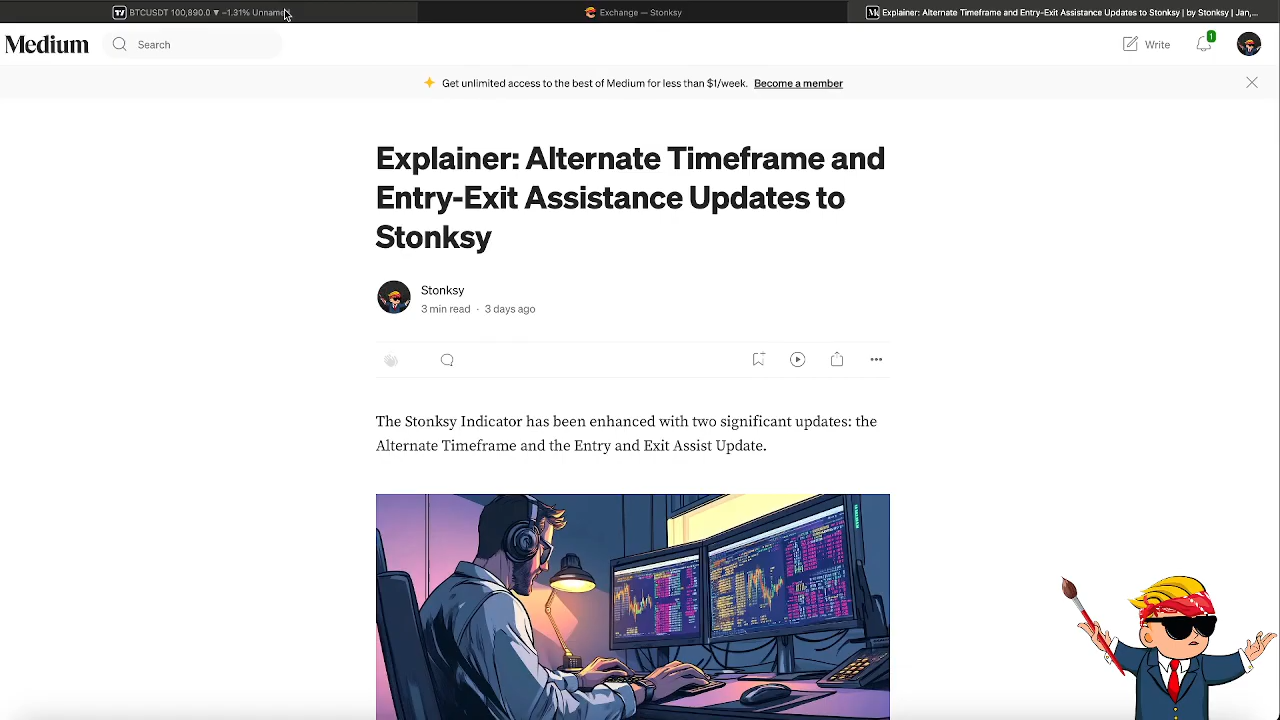 BTCUSDT 100,890.0 ▼ −1.31% Unname
Exchange — Stonksy
Explainer: Alternate Timeframe and Entry-Exit Assistance Updates to Stonksy | by Stonksy | Jan,...
Medium
Search
Write
1
Get unlimited access to the best of Medium for less than $1/week. Become a member
Explainer: Alternate Timeframe and
Entry-Exit Assistance Updates to
Stonksy
Stonksy
3 min read · 3 days ago
The Stonksy Indicator has been enhanced with two significant updates: the
Alternate Timeframe and the Entry and Exit Assist Update.